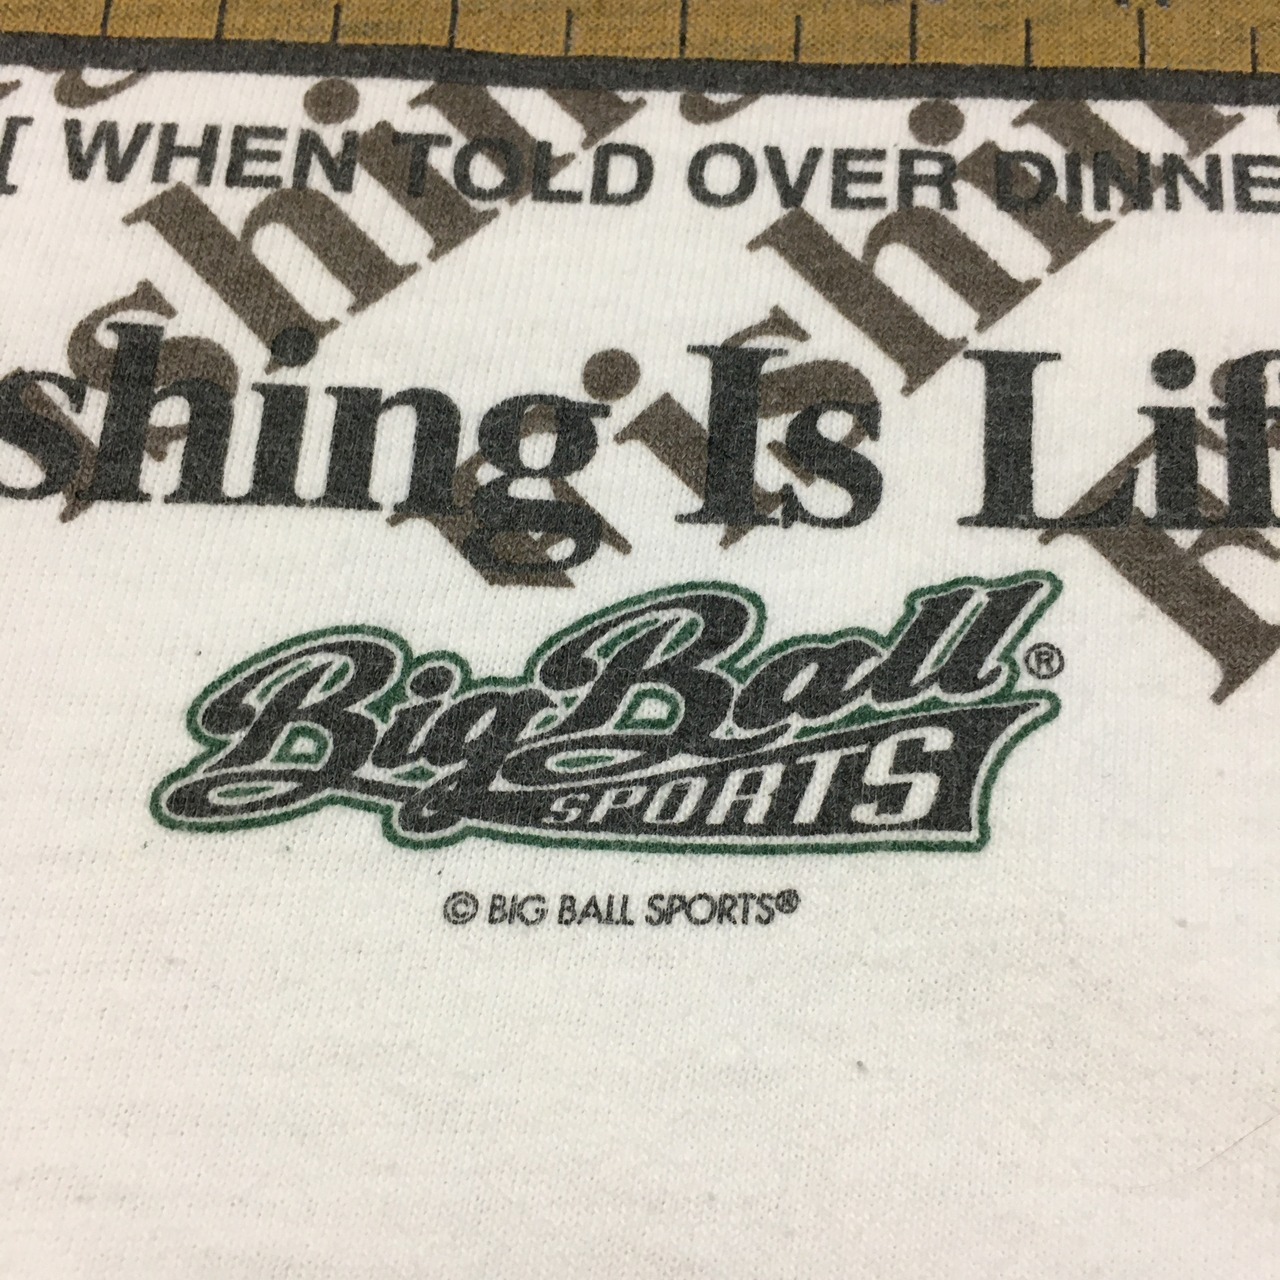 [ WHEN TOLD OVER DINNE
shing Is Lif
Big Ball ®
SPORTS
© BIG BALL SPORTS®